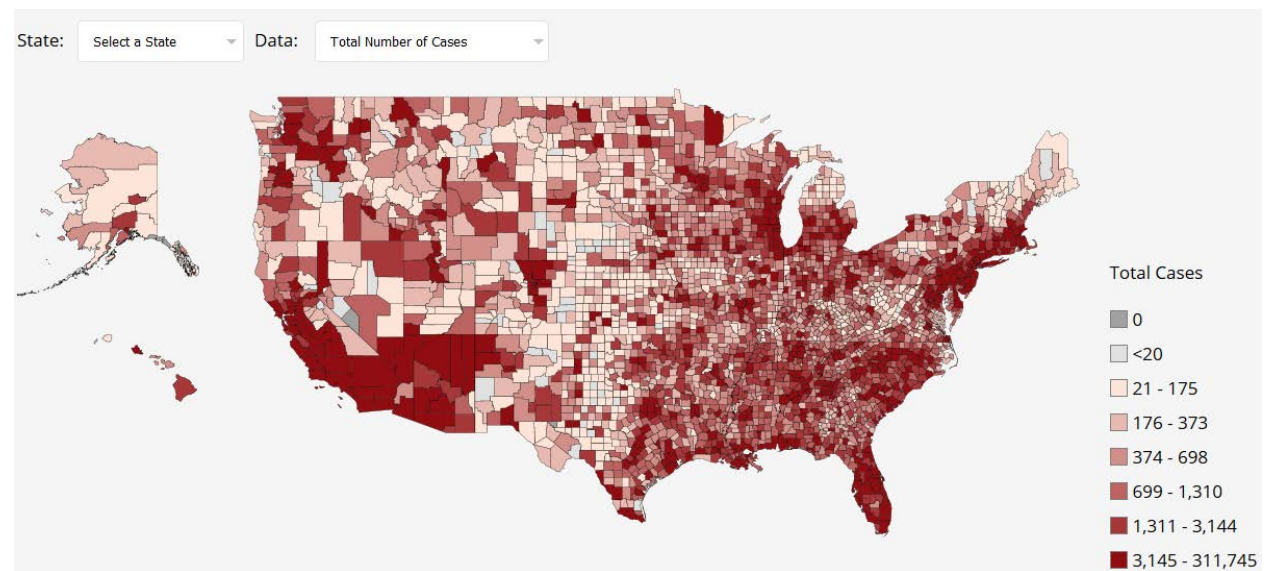 State: Select a State Data: Total Number of Cases
Total Cases
0
<20
21 - 175
176 - 373
374 - 698
699 - 1,310
1,311 - 3,144
3,145 - 311,745